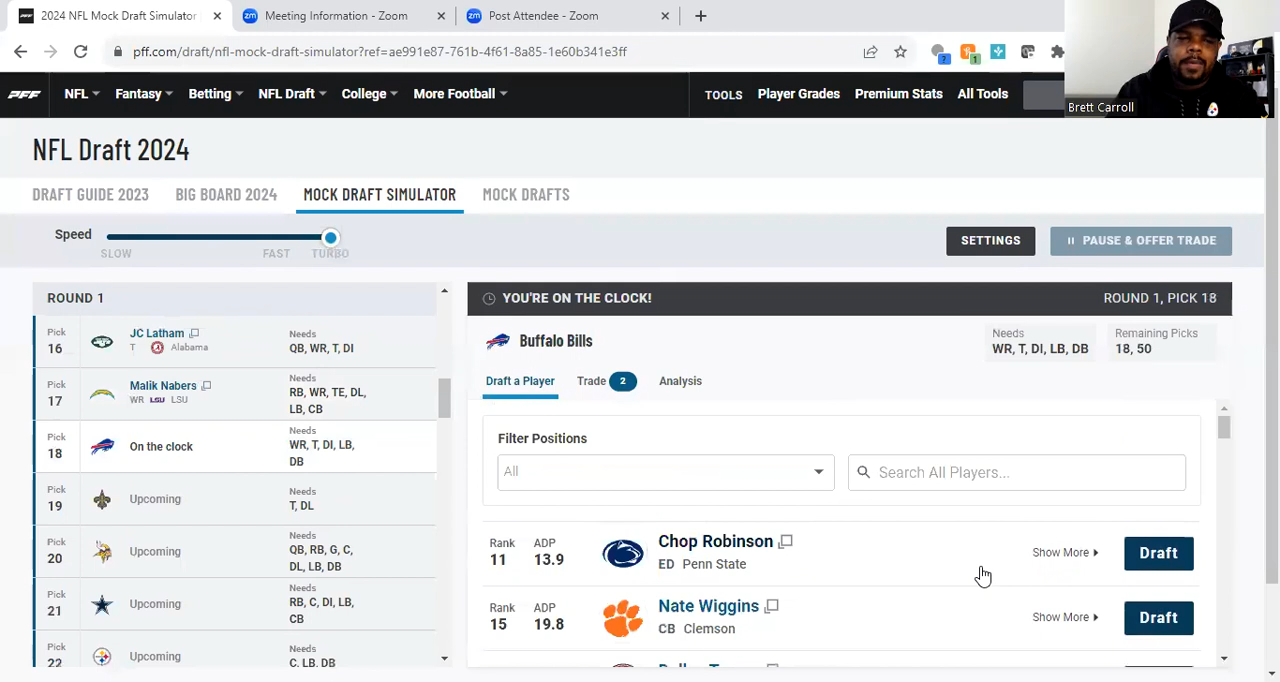 2024 NFL Mock Draft Simulator
Meeting Information - Zoom
Post Attendee - Zoom
pff.com/draft/nfl-mock-draft-simulator?ref=ae991e87-761b-4f61-8a85-1e60b341e3ff
Brett Carroll
PFF
NFL
Fantasy
Betting
NFL Draft
College
More Football
TOOLS
Player Grades
Premium Stats
All Tools
NFL Draft 2024
DRAFT GUIDE 2023
BIG BOARD 2024
MOCK DRAFT SIMULATOR
MOCK DRAFTS
Speed
SLOW
FAST
TURBO
SETTINGS
PAUSE & OFFER TRADE
ROUND 1
Pick 16
JC Latham
T Alabama
Needs
QB, WR, T, DI
Pick 17
Malik Nabers
WR LSU LSU
Needs
RB, WR, TE, DL,
LB, CB
Pick 18
On the clock
Needs
WR, T, DI, LB,
DB
Pick 19
Upcoming
Needs
T, DL
Pick 20
Upcoming
Needs
QB, RB, G, C,
DL, LB, DB
Pick 21
Upcoming
Needs
RB, C, DI, LB,
CB
Pick 22
Upcoming
Needs
C, LB, DB
YOU'RE ON THE CLOCK!
ROUND 1, PICK 18
Buffalo Bills
Needs
WR, T, DI, LB, DB
Remaining Picks
18, 50
Draft a Player
Trade 2
Analysis
Filter Positions
All
Search All Players...
Rank 11
ADP 13.9
Chop Robinson
ED Penn State
Show More
Draft
Rank 15
ADP 19.8
Nate Wiggins
CB Clemson
Show More
Draft